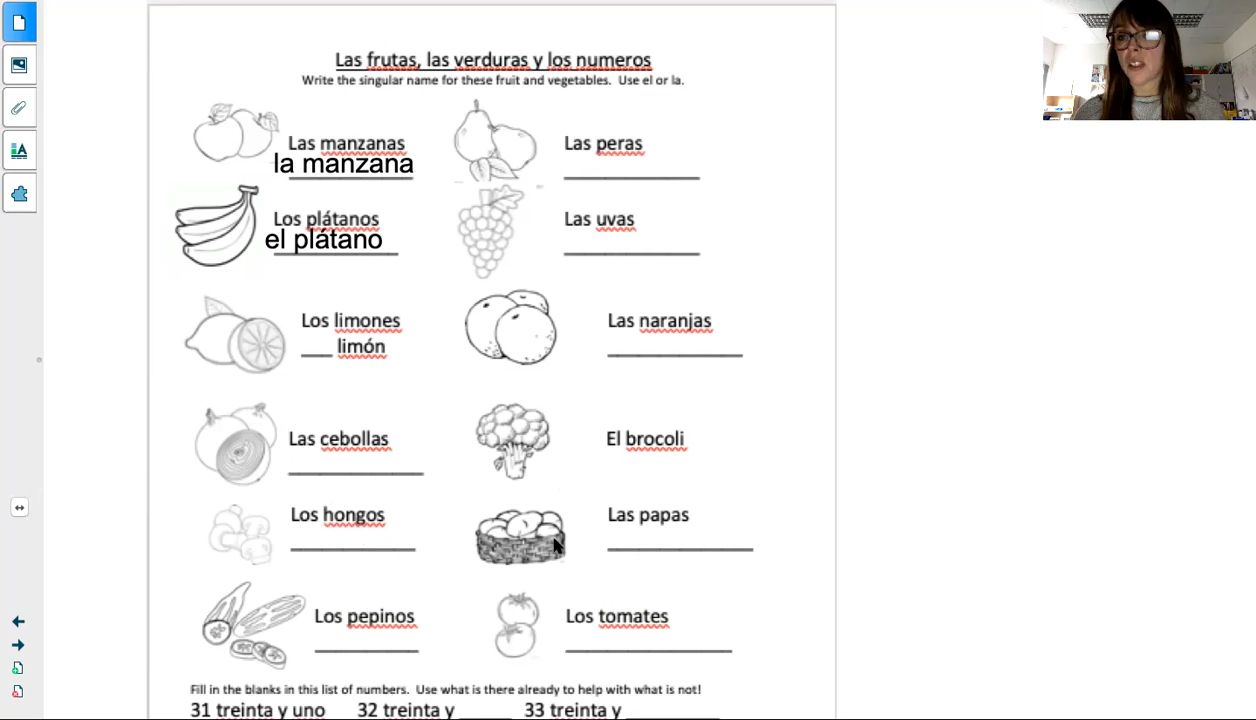 Las frutas, las verduras y los numeros
Write the singular name for these fruit and vegetables. Use el or la.
Las manzanas
la manzana
Las peras
Los plátanos
el plátano
Las uvas
Los limones
___ limón
Las naranjas
Las cebollas
El brocoli
Los hongos
Las papas
Los pepinos
Los tomates
Fill in the blanks in this list of numbers. Use what is there already to help with what is not!
31 treinta y uno 32 treinta y _____ 33 treinta y _________